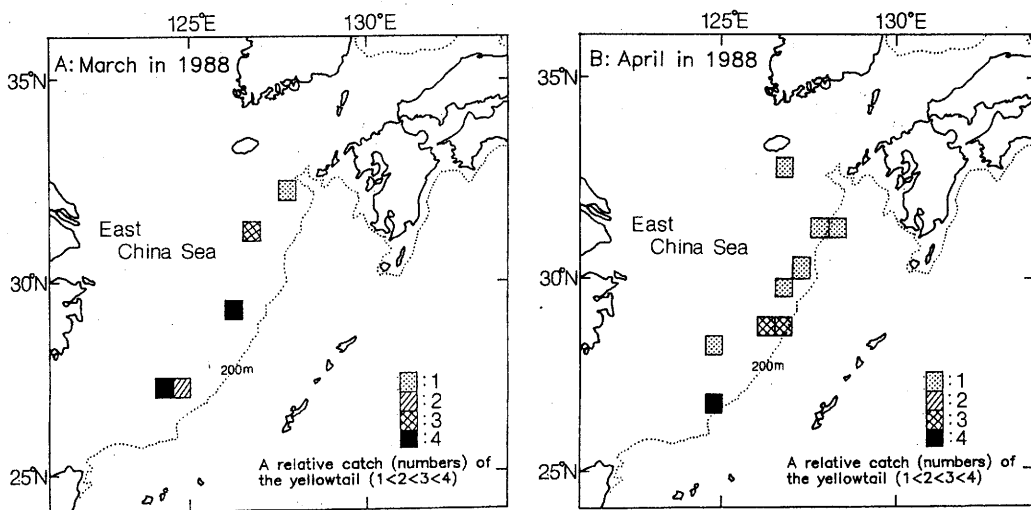 125°E 130°E
A: March in 1988
35°N
East
China Sea
30°N
200m
:1
:2
:3
:4
25°N
A relative catch (numbers) of
the yellowtail (1<2<3<4)
125°E 130°E
B: April in 1988
35°N
East
China Sea
30°N
200m
:1
:2
:3
:4
25°N
A relative catch (numbers) of
the yellowtail (1<2<3<4)